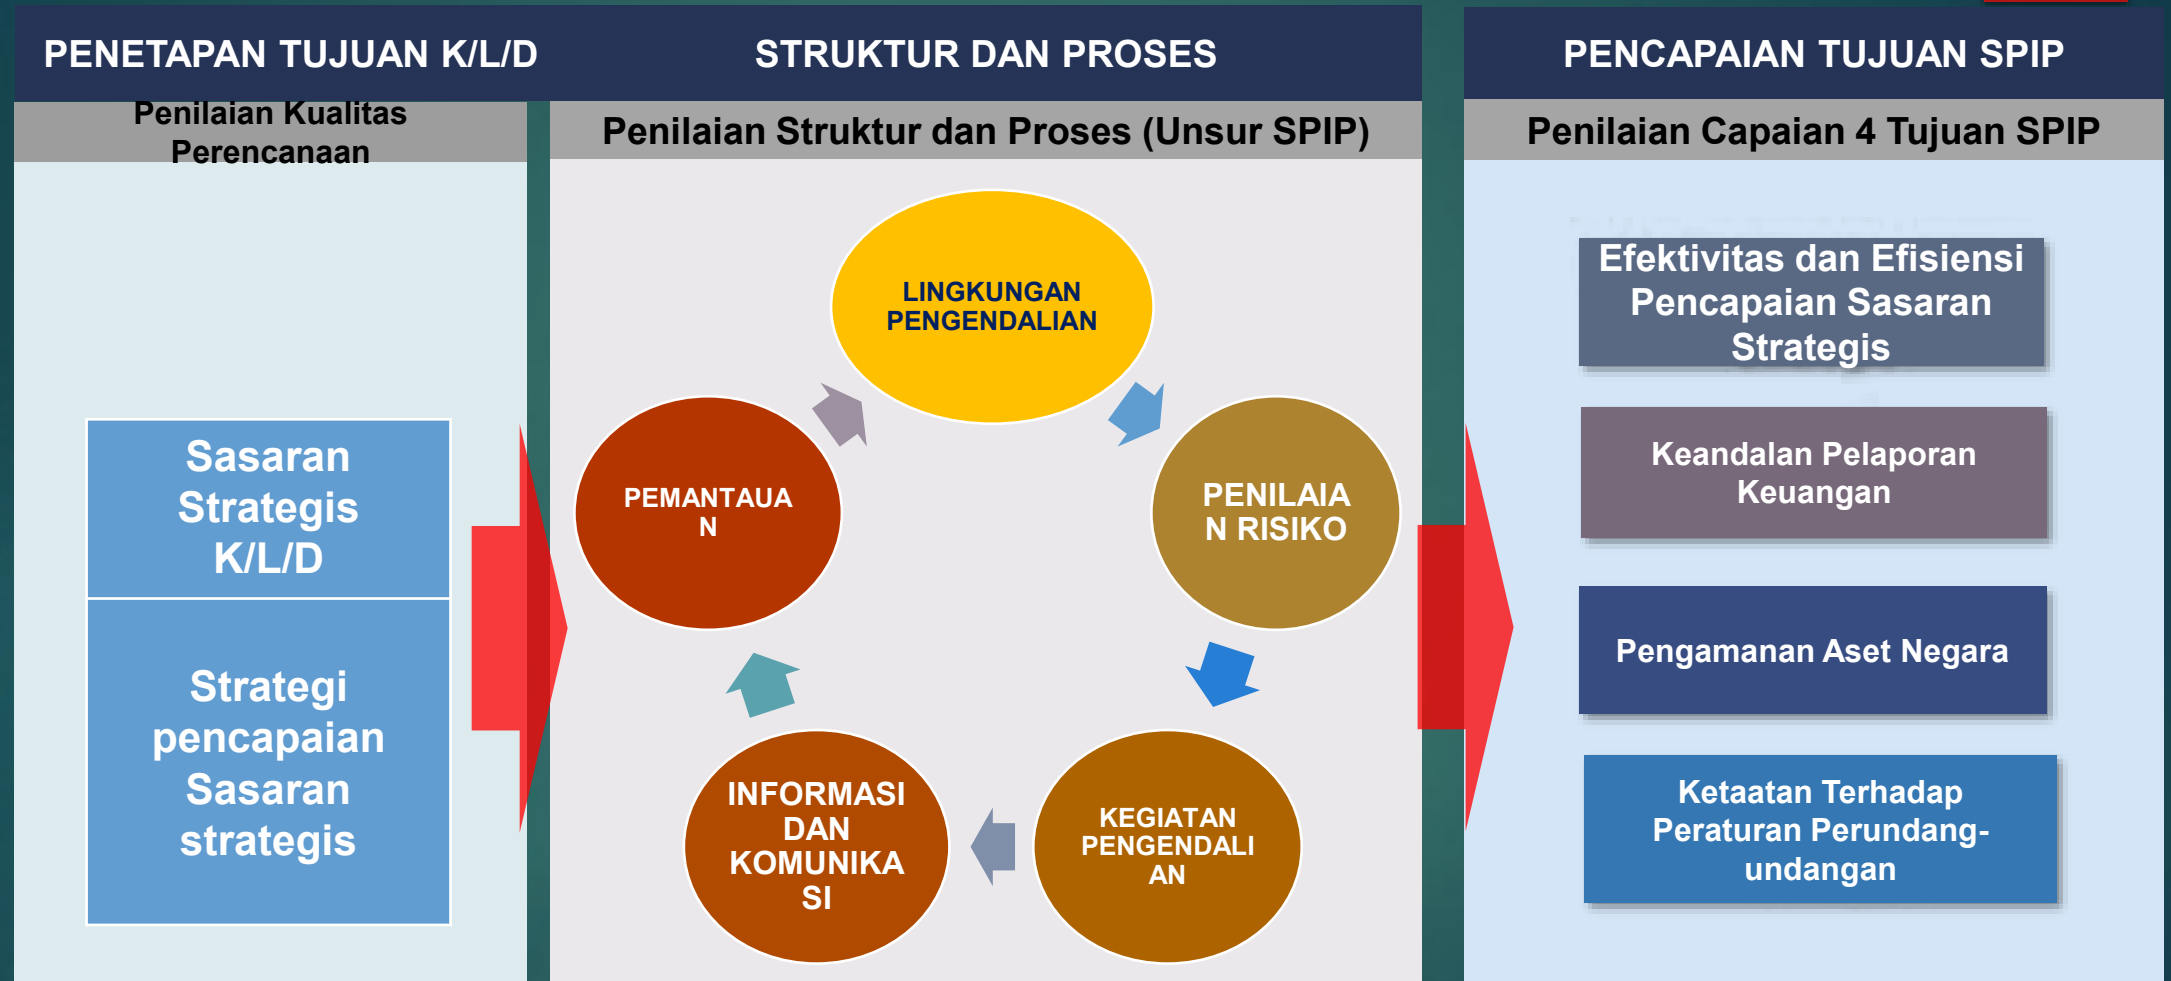 PENETAPAN TUJUAN K/L/D
STRUKTUR DAN PROSES
PENCAPAIAN TUJUAN SPIP
Penilaian Kualitas
Perencanaan
Penilaian Struktur dan Proses (Unsur SPIP)
Penilaian Capaian 4 Tujuan SPIP
Sasaran
Strategis
K/L/D
Strategi
pencapaian
Sasaran
strategis
LINGKUNGAN
PENGENDALIAN
PENILAIA
N RISIKO
KEGIATAN
PENGENDALI
AN
INFORMASI
DAN
KOMUNIKA
SI
PEMANTAUA
N
Efektivitas dan Efisiensi
Pencapaian Sasaran
Strategis
Keandalan Pelaporan
Keuangan
Pengamanan Aset Negara
Ketaatan Terhadap
Peraturan Perundang-
undangan